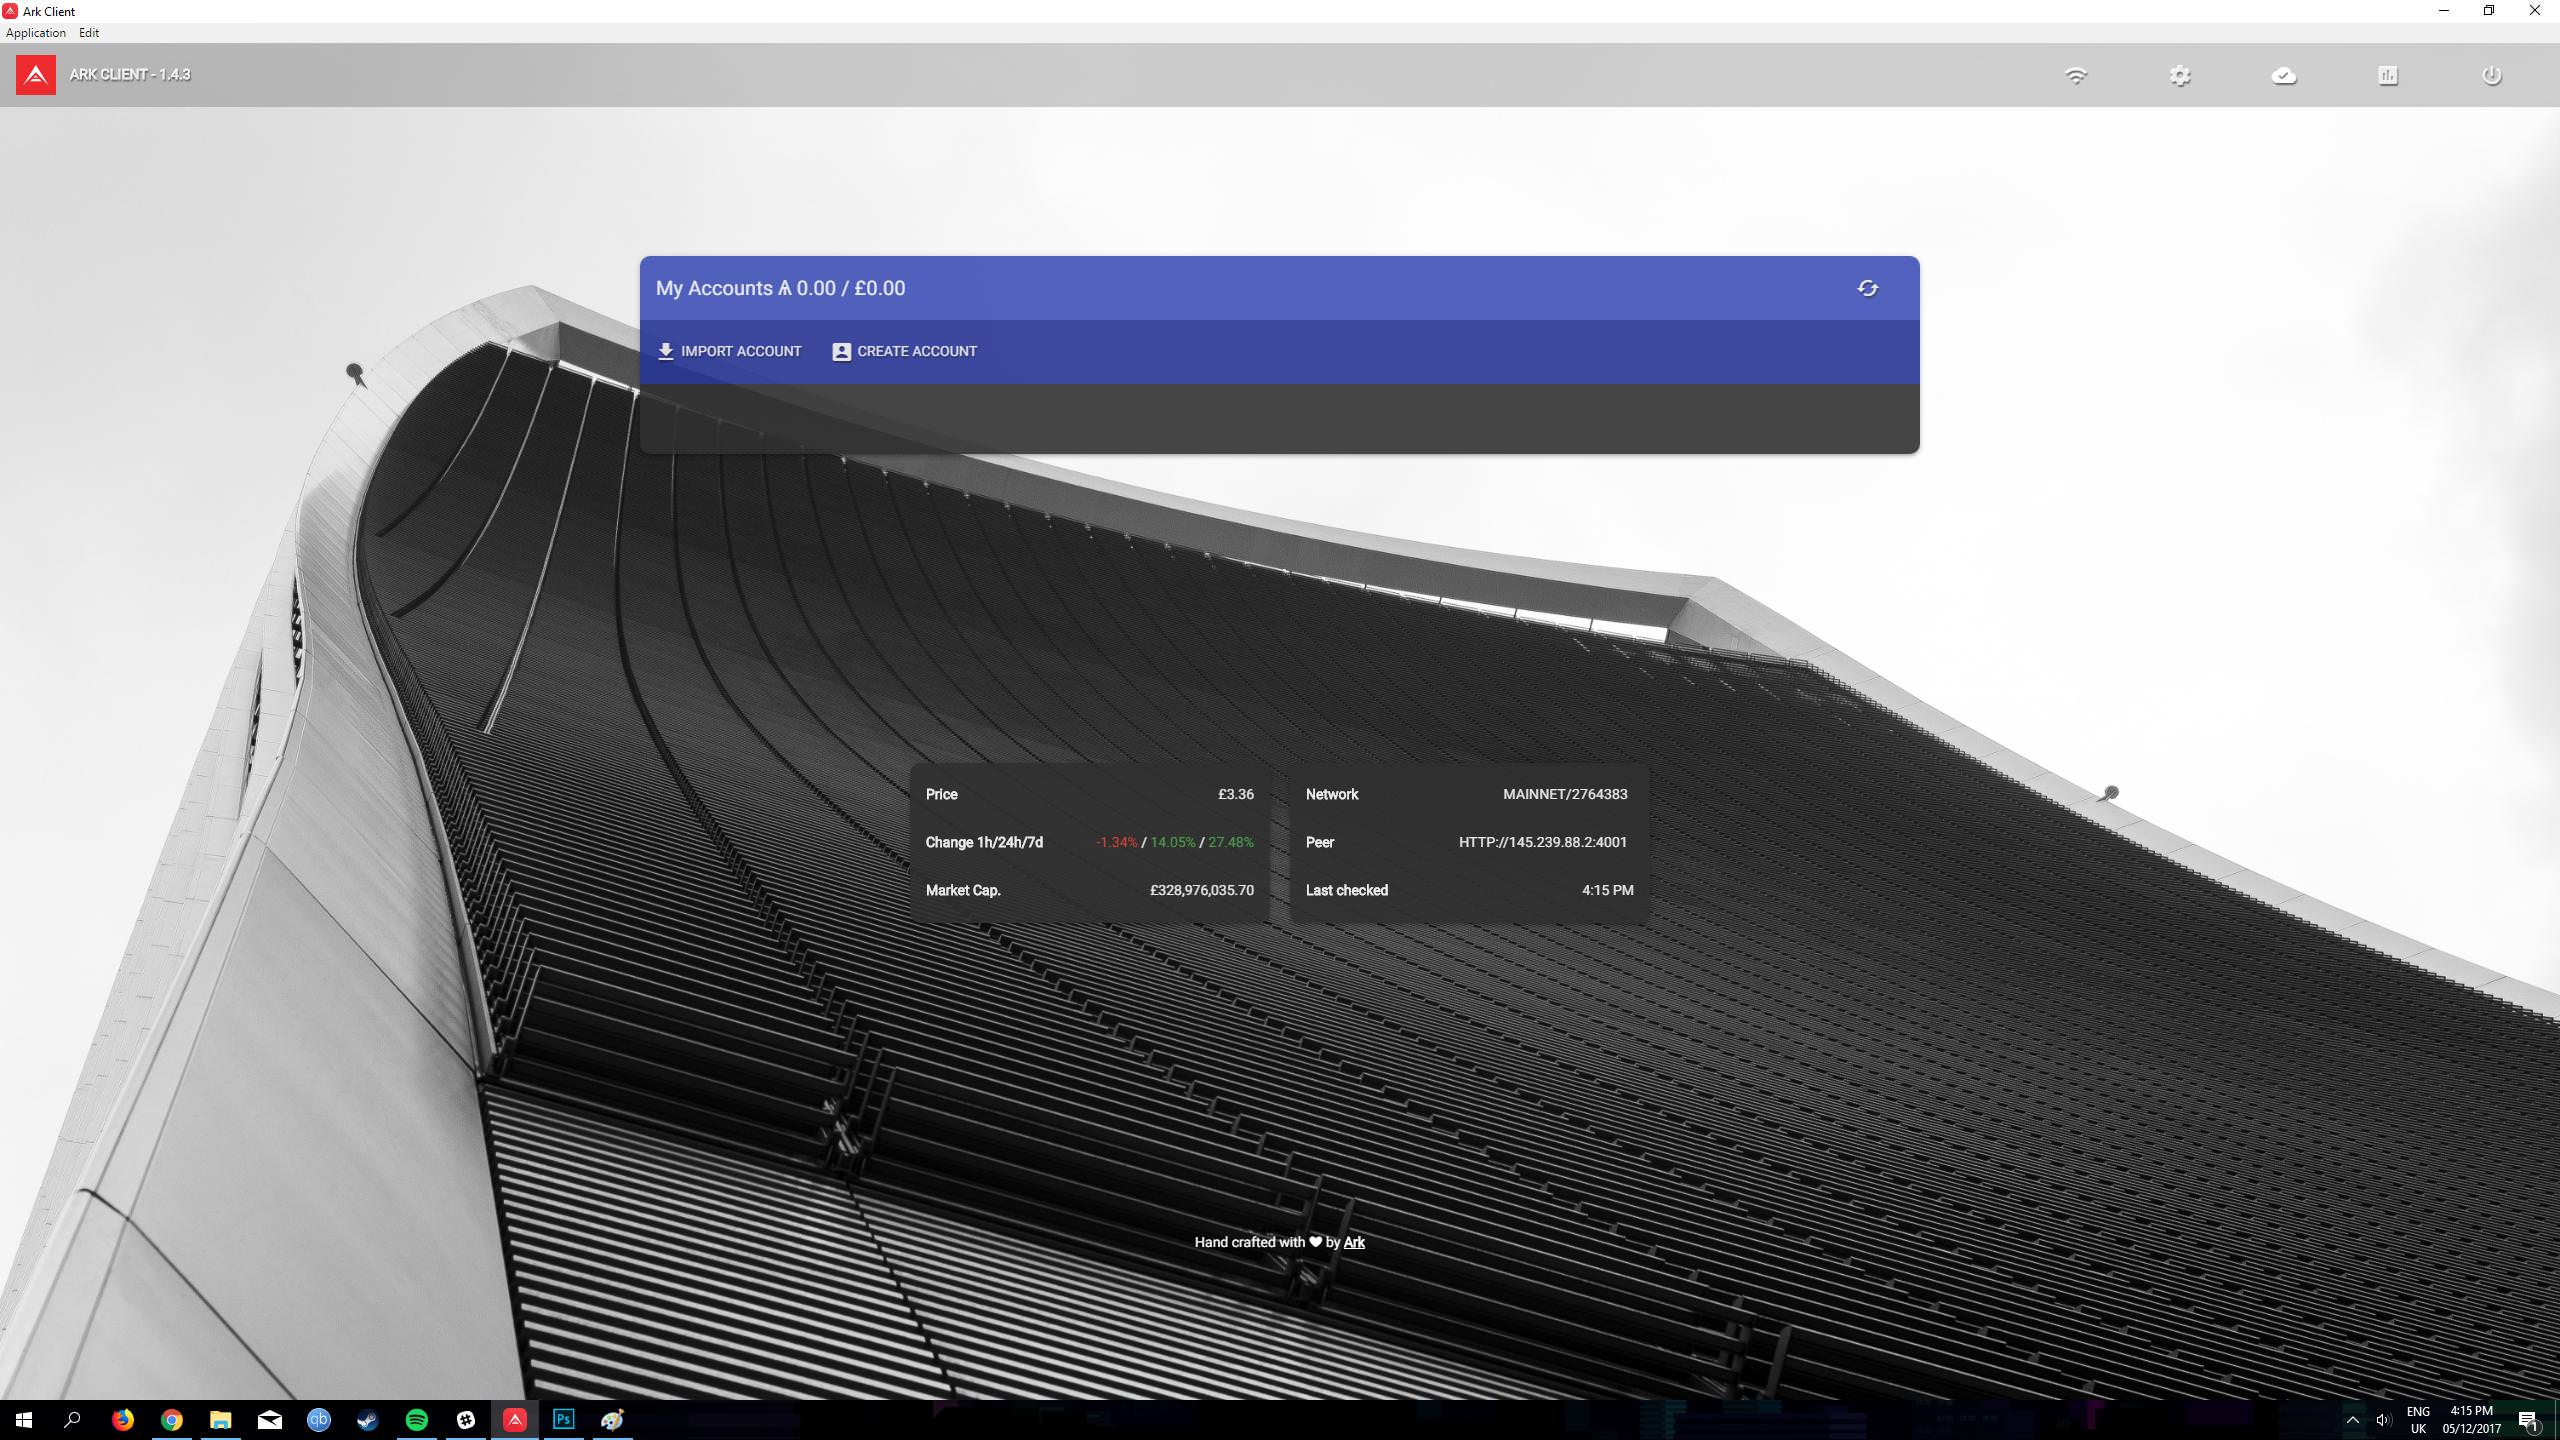 Ark Client
Application Edit
ARK CLIENT - 1.4.3
My Accounts Ѧ 0.00 / £0.00
IMPORT ACCOUNT CREATE ACCOUNT
Price £3.36
Change 1h/24h/7d -1.34% / 14.05% / 27.48%
Market Cap. £328,976,035.70
Network MAINNET/2764383
Peer HTTP://145.239.88.2:4001
Last checked 4:15 PM
Hand crafted with ♥ by Ark
qb
Ps
ENG
UK
4:15 PM
05/12/2017
1